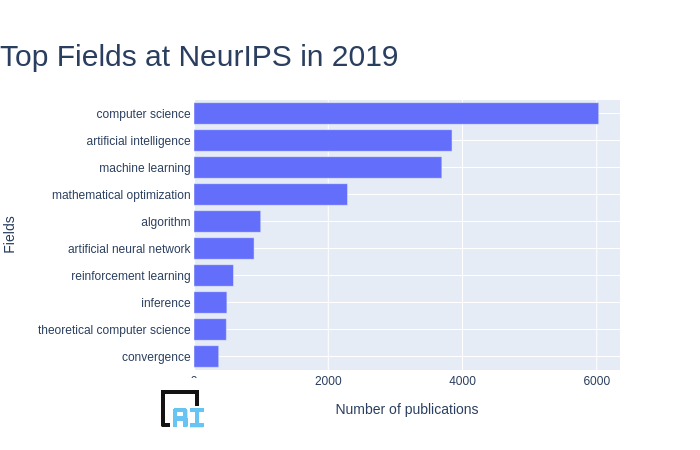 Top Fields at NeurIPS in 2019
computer science
artificial intelligence
machine learning
mathematical optimization
algorithm
artificial neural network
reinforcement learning
inference
theoretical computer science
convergence
Fields
2000 4000 6000
Number of publications
AI